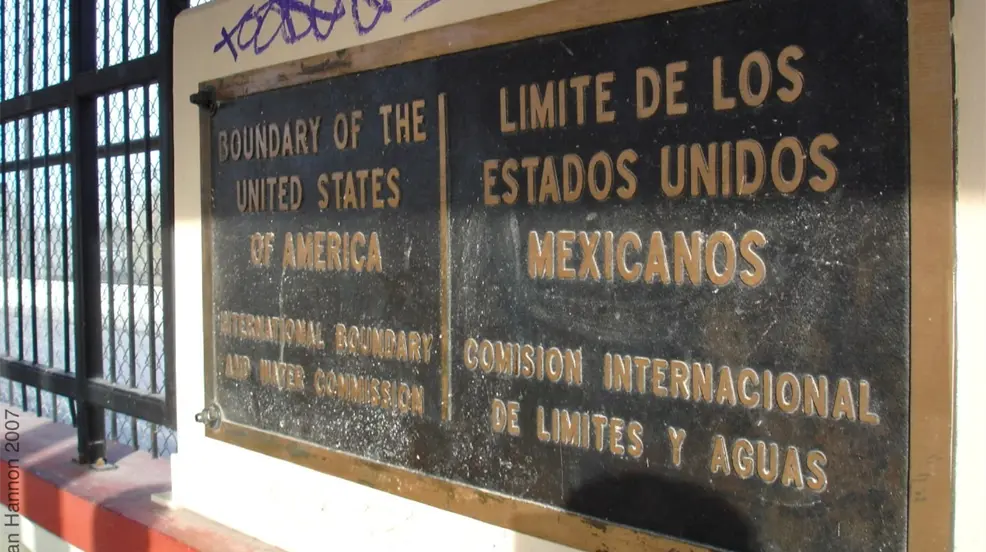 BOUNDARY OF THE
UNITED STATES
OF AMERICA
INTERNATIONAL BOUNDARY
AND WATER COMMISSION
LIMITE DE LOS
ESTADOS UNIDOS
MEXICANOS
COMISION INTERNACIONAL
DE LIMITES Y AGUAS
Hannon 2007